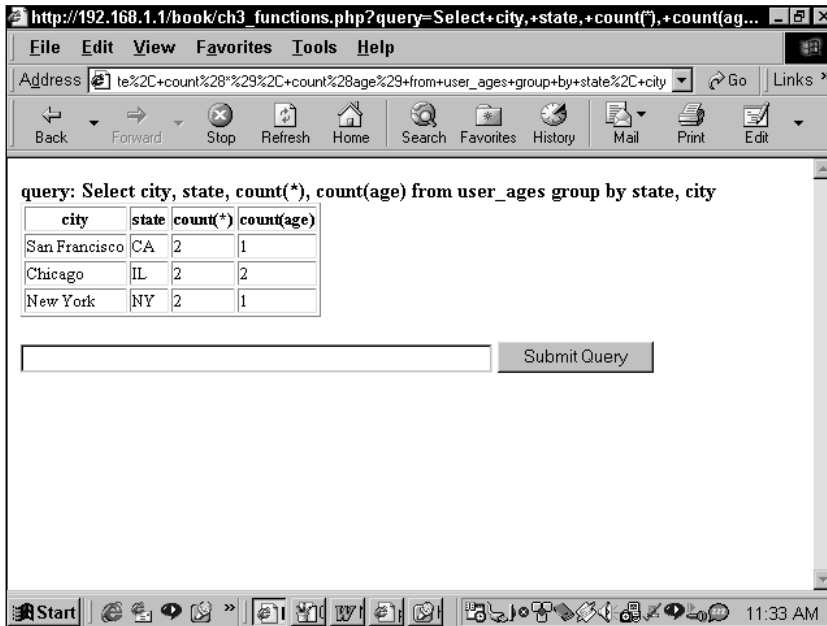 http://192.168.1.1/book/ch3_functions.php?query=Select+city,+state,+count(*),+count(ag...
File Edit View Favorites Tools Help
Address te%2C+count%28*%29%2C+count%28age%29+from+user_ages+group+by+state%2C+city Go Links »
Back Forward Stop Refresh Home Search Favorites History Mail Print Edit
query: Select city, state, count(*), count(age) from user_ages group by state, city
city state count(*) count(age)
San Francisco CA 2 1
Chicago IL 2 2
New York NY 2 1
Submit Query
Start » 11:33 AM